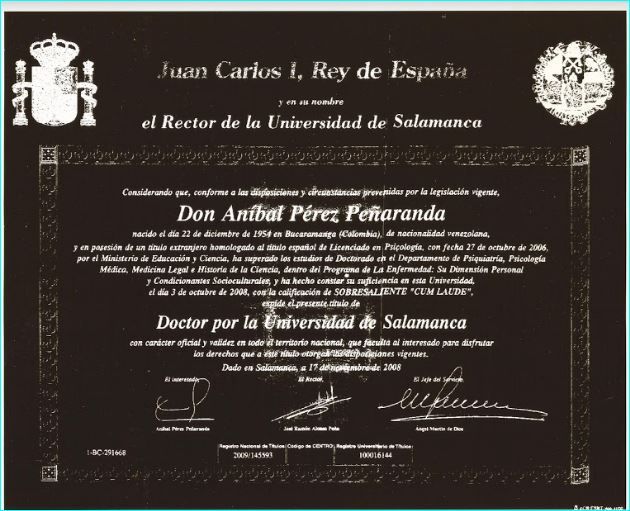 Juan Carlos I, Rey de España
y en su nombre
el Rector de la Universidad de Salamanca
Considerando que, conforme a las disposiciones y circunstancias prevenidas por la legislación vigente,
Don Aníbal Pérez Peñaranda
nacido el día 22 de diciembre de 1954 en Bucaramanga (Colombia), de nacionalidad venezolana,
y en posesión de un título extranjero homologado al título español de Licenciado en Psicología, con fecha 27 de octubre de 2006,
por el Ministerio de Educación y Ciencia, ha superado los estudios de Doctorado en el Departamento de Psiquiatría, Psicología
Médica, Medicina Legal e Historia de la Ciencia, dentro del Programa de La Enfermedad: Su Dimensión Personal
y Condicionantes Socioculturales, y ha hecho constar su suficiencia en esta Universidad,
el día 3 de octubre de 2008, con la calificación de SOBRESALIENTE "CUM LAUDE",
expide el presente título de
Doctor por la Universidad de Salamanca
con carácter oficial y validez en todo el territorio nacional, que faculta al interesado para disfrutar
los derechos que a este título otorgan las disposiciones vigentes.
Dado en Salamanca, a 17 de noviembre de 2008
El interesado, El Rector, El Jefe del Servicio,
Aníbal Pérez Peñaranda José Ramón Alonso Peña Angel Martín de Dios
1-BC-291668
Registro Nacional de Títulos Código de CENTRO Registro Universitario de Títulos
2009/145593 100016144